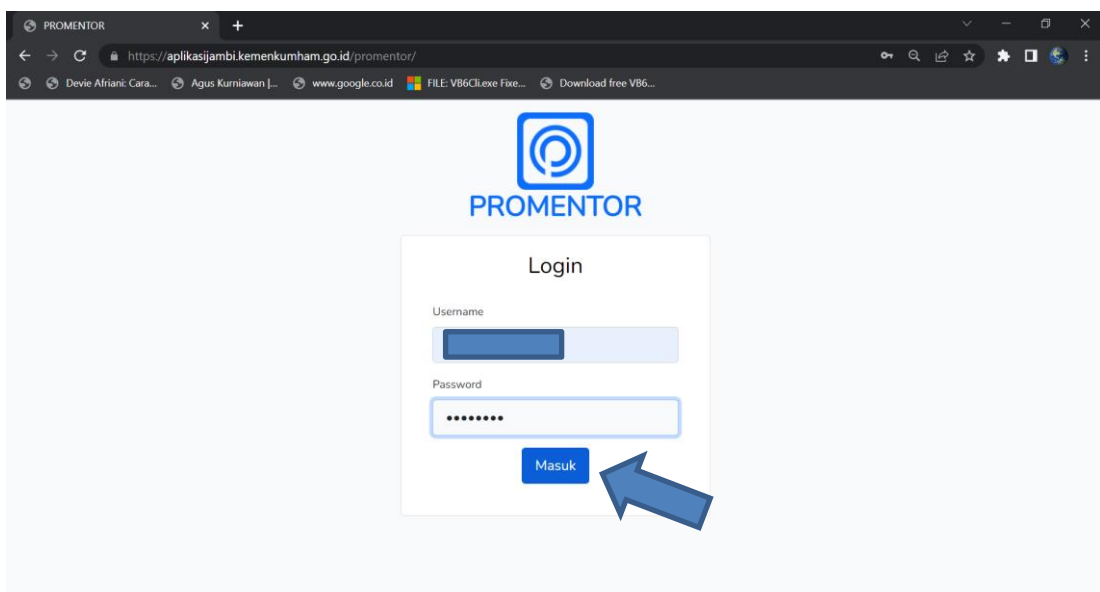 PROMENTOR
https://aplikasijambi.kemenkumham.go.id/promentor/
Devie Afriani: Cara... Agus Kurniawan |... www.google.co.id FILE: VB6Cli.exe Fixe... Download free VB6...
PROMENTOR
Login
Username
Password
••••••••
Masuk